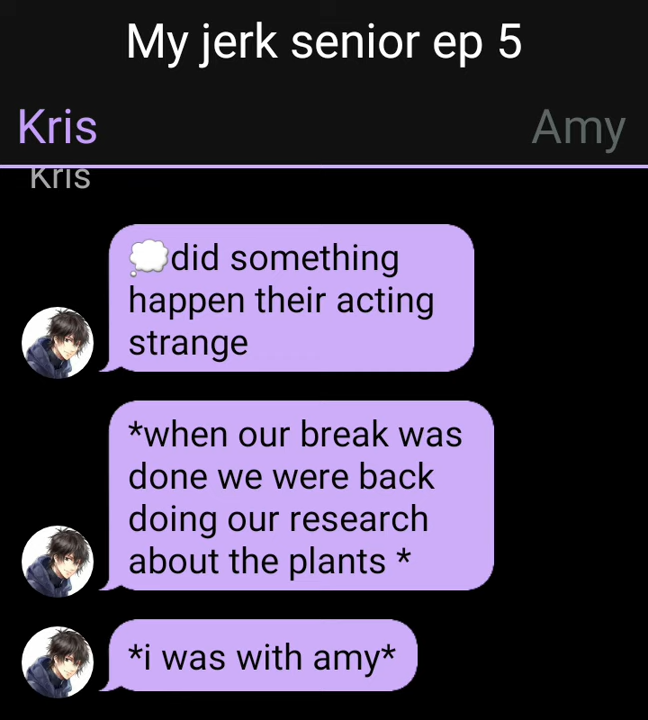 My jerk senior ep 5
Kris Amy
Kris
💭did something
happen their acting
strange
*when our break was
done we were back
doing our research
about the plants *
*i was with amy*